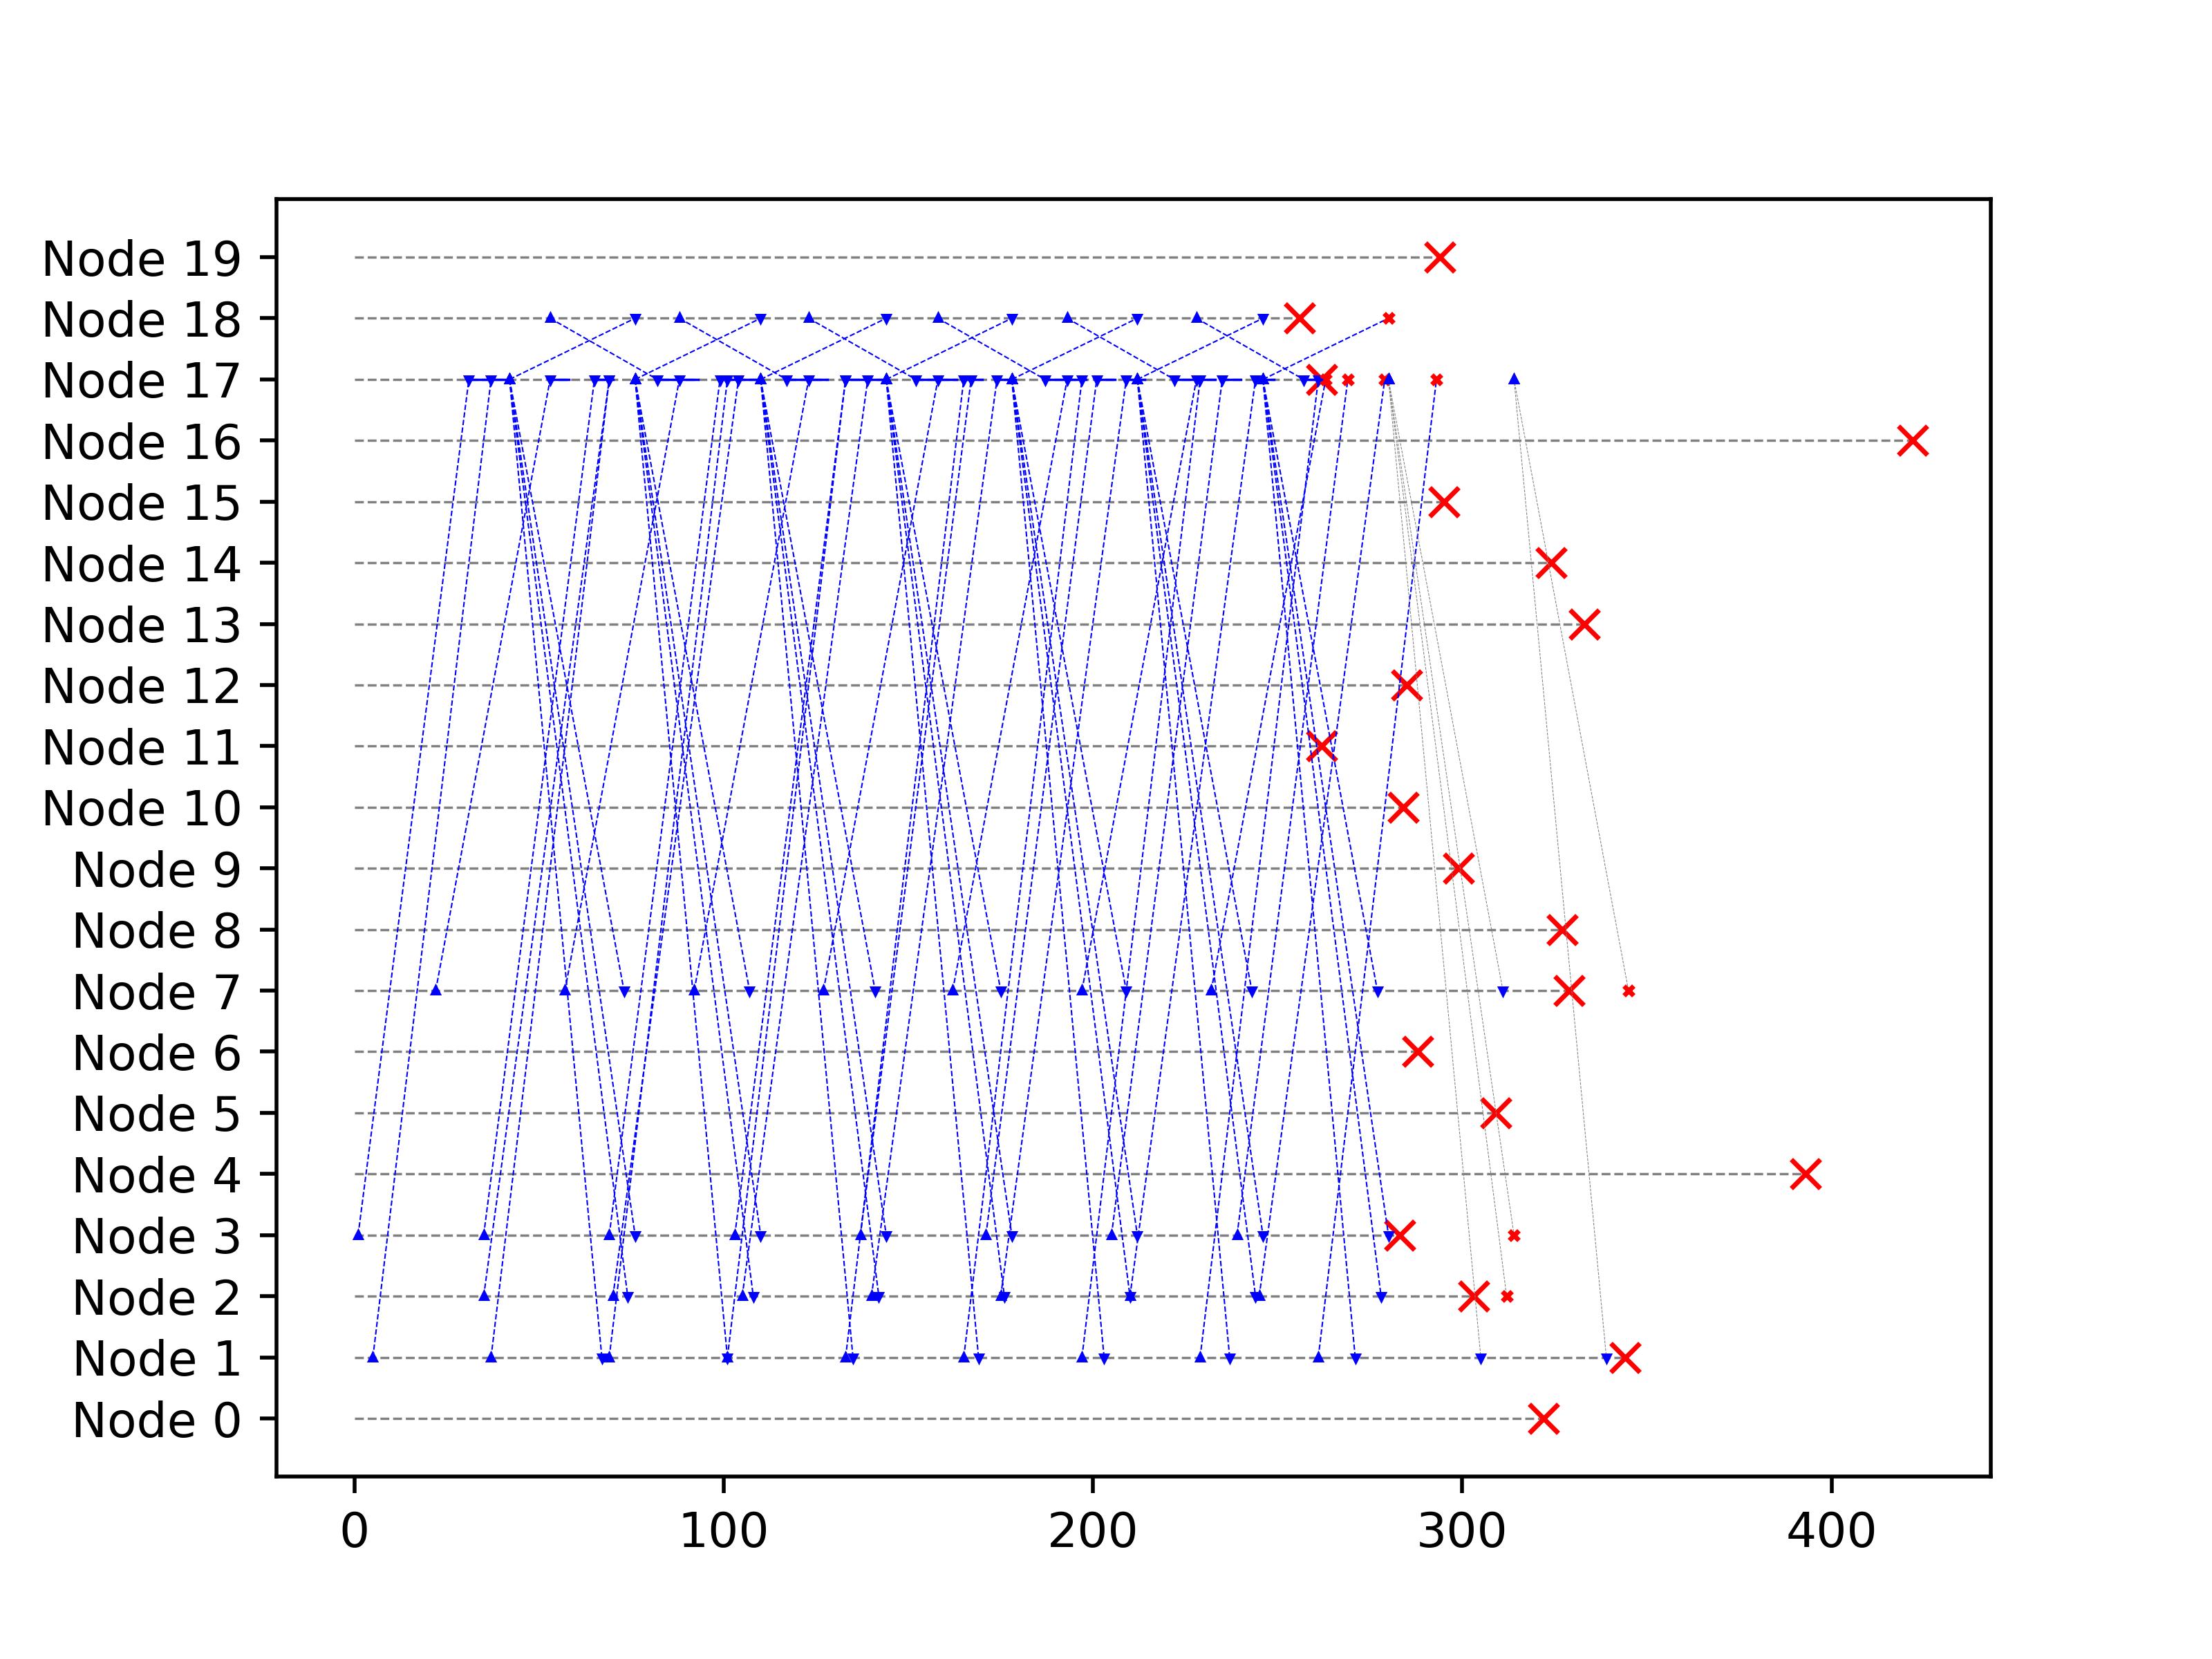 Node 19
Node 18
Node 17
Node 16
Node 15
Node 14
Node 13
Node 12
Node 11
Node 10
Node 9
Node 8
Node 7
Node 6
Node 5
Node 4
Node 3
Node 2
Node 1
Node 0
0 100 200 300 400